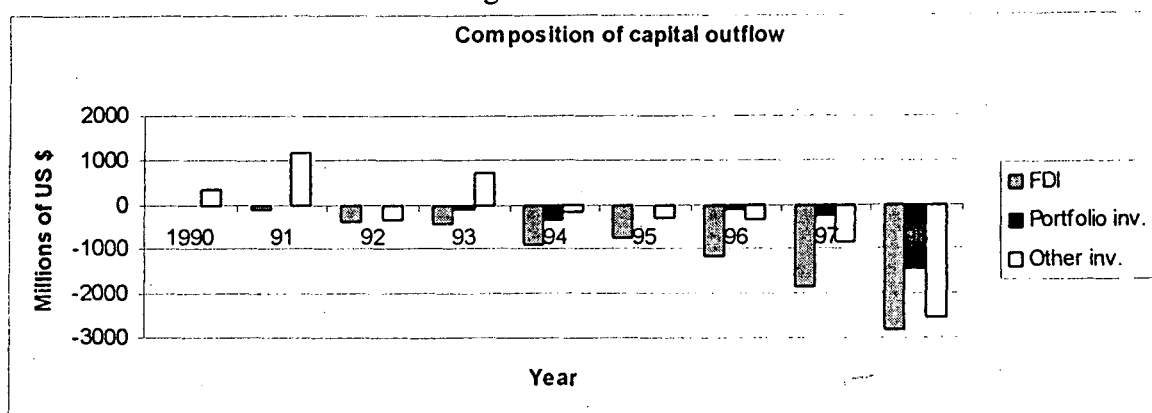 Composition of capital outflow
2000
1000
0
-1000
-2000
-3000
Millions of US $
1990 91 92 93 94 95 96 97 98
Year
FDI
Portfolio inv.
Other inv.